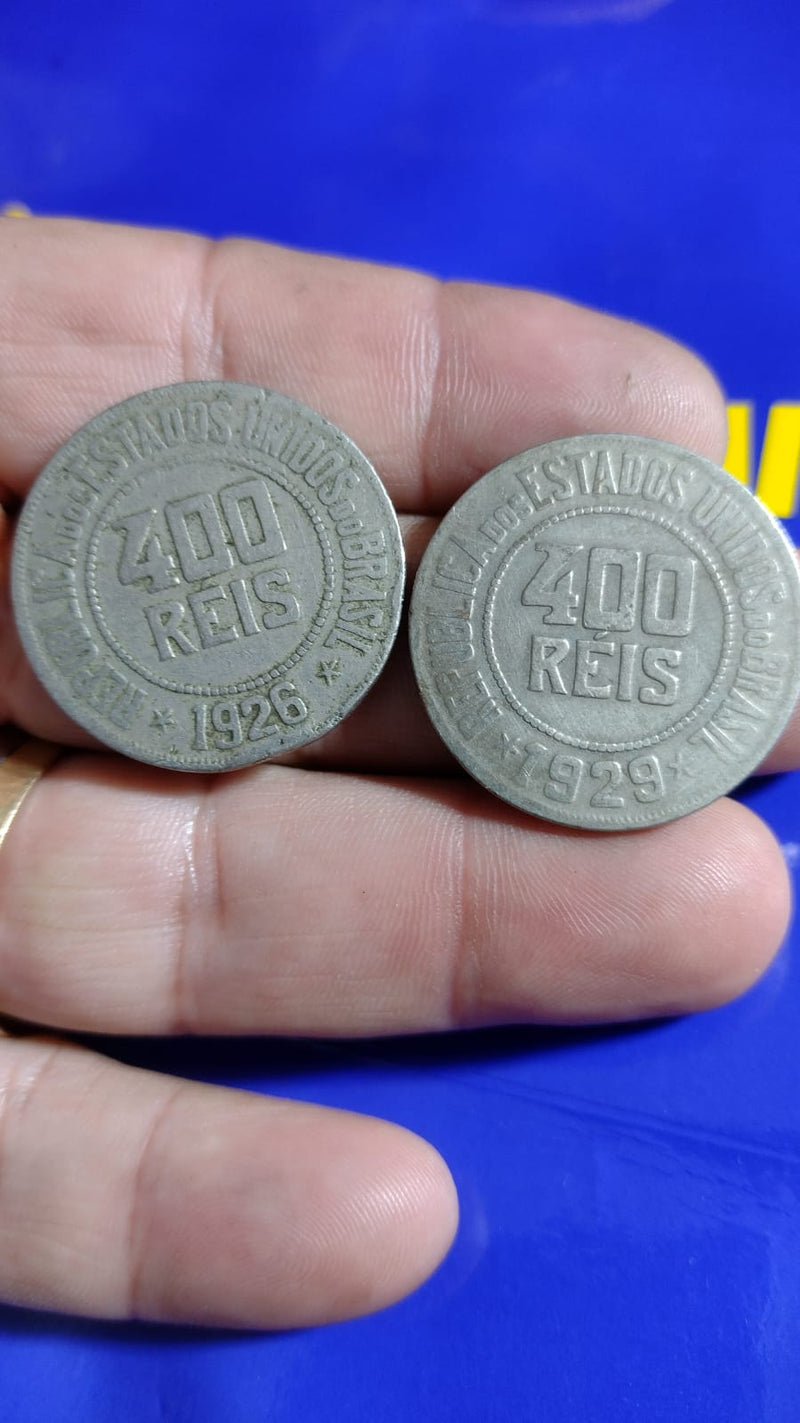 REPUBLICA DOS ESTADOS UNIDOS DO BRASIL
400
REIS
★ 1926 ★
REPUBLICA DOS ESTADOS UNIDOS DO BRASIL
400
RÉIS
★ 1929 ★